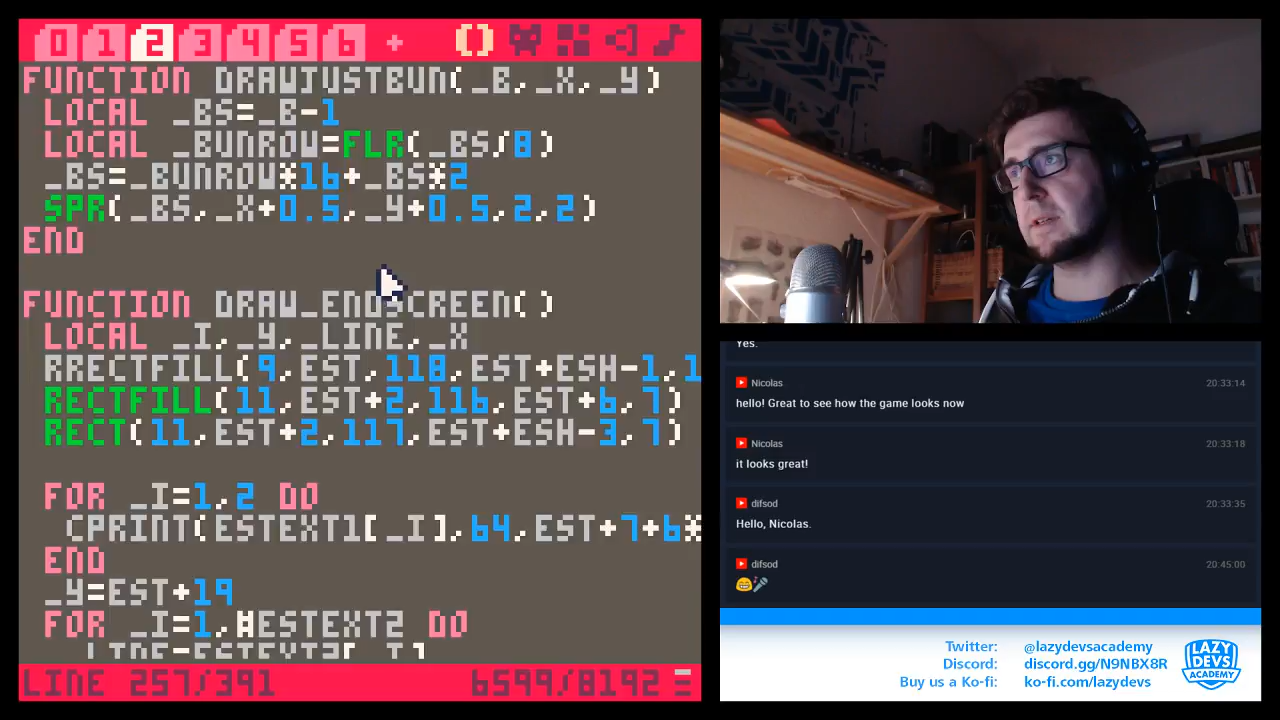 0 1 2 3 4 5 6 +
FUNCTION DRAWJUSTBUN(_B,_X,_Y)
LOCAL _BS=_B-1
LOCAL _BUNROW=FLR(_BS/8)
_BS=_BUNROW*16+_BS*2
SPR(_BS,_X+0.5,_Y+0.5,2,2)
END
FUNCTION DRAW_ENDSCREEN()
LOCAL _I,_Y,_LINE,_X
RRECTFILL(9,EST,118,EST+ESH-1,1
RECTFILL(11,EST+2,116,EST+6,7)
RECT(11,EST+2,117,EST+ESH-3,7)
FOR _I=1,2 DO
CPRINT(ESTEXT1[_I],64,EST+7+6*
END
_Y=EST+19
FOR _I=1,#ESTEXT2 DO
_LINE=ESTEXT2[_I]
LINE 257/391
6599/8192
Yes.
Nicolas 20:33:14
hello! Great to see how the game looks now
Nicolas 20:33:18
it looks great!
difsod 20:33:35
Hello, Nicolas.
difsod 20:45:00
😂🎤
Twitter: @lazydevsacademy
Discord: discord.gg/N9NBX8R
Buy us a Ko-fi: ko-fi.com/lazydevs
LAZY
DEVS
ACADEMY